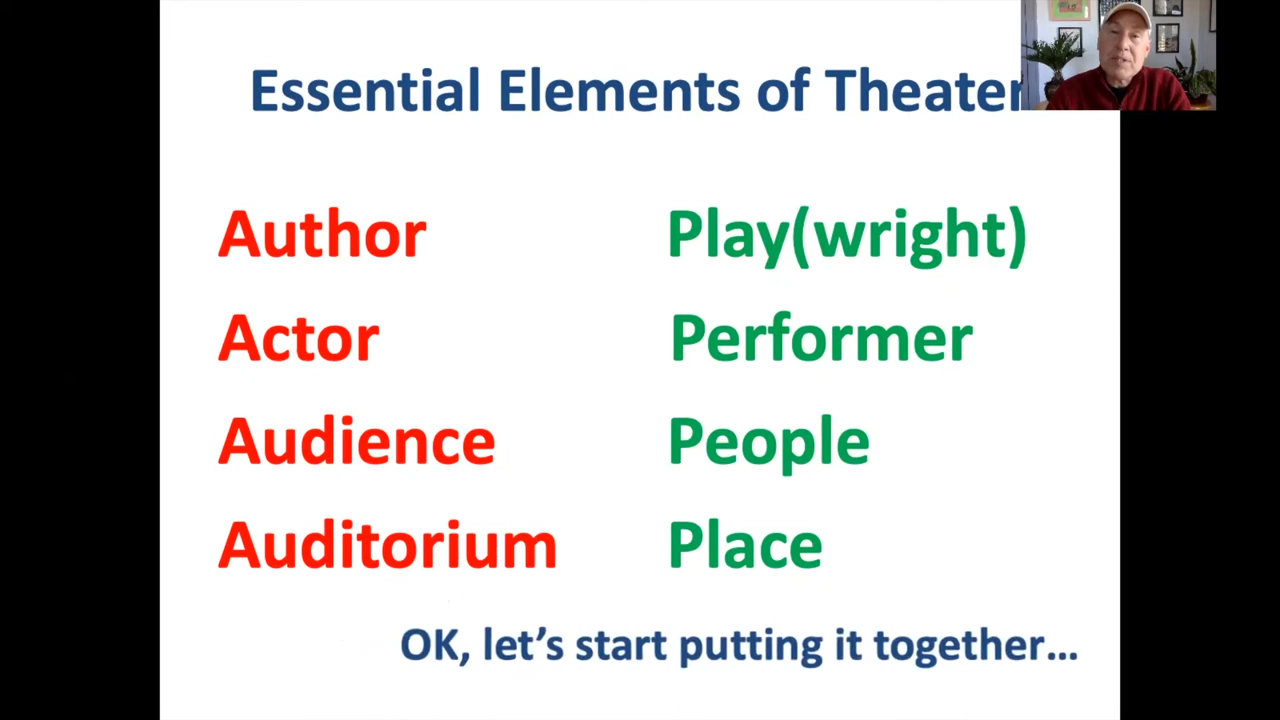 Essential Elements of Theater
Author Play(wright)
Actor Performer
Audience People
Auditorium Place
OK, let’s start putting it together…